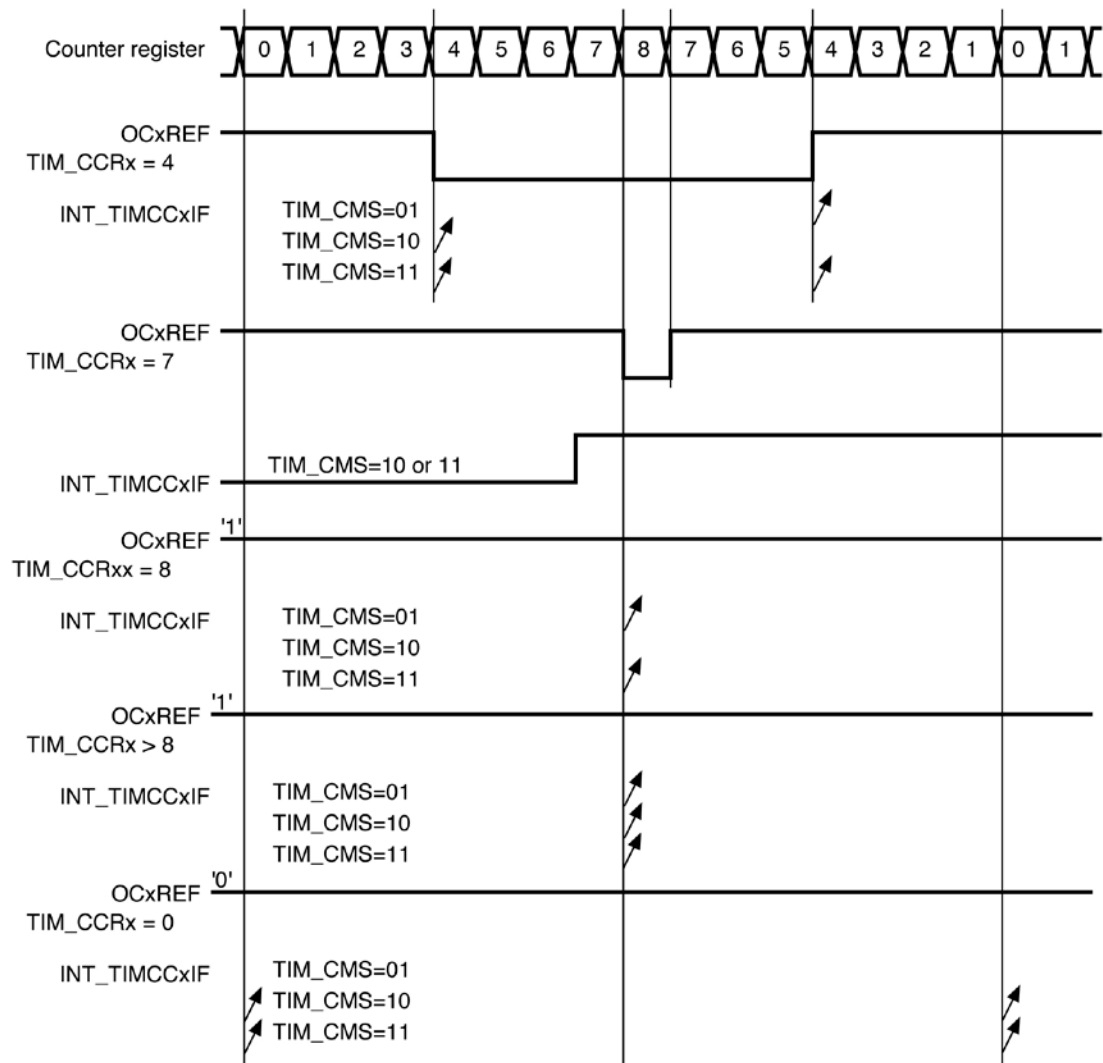 Counter register 0 1 2 3 4 5 6 7 8 7 6 5 4 3 2 1 0 1
OCxREF
TIM_CCRx = 4
INT_TIMCCxIF
TIM_CMS=01
TIM_CMS=10
TIM_CMS=11
OCxREF
TIM_CCRx = 7
TIM_CMS=10 or 11
INT_TIMCCxIF
OCxREF '1'
TIM_CCRxx = 8
INT_TIMCCxIF
TIM_CMS=01
TIM_CMS=10
TIM_CMS=11
OCxREF '1'
TIM_CCRx > 8
INT_TIMCCxIF
TIM_CMS=01
TIM_CMS=10
TIM_CMS=11
OCxREF '0'
TIM_CCRx = 0
INT_TIMCCxIF
TIM_CMS=01
TIM_CMS=10
TIM_CMS=11